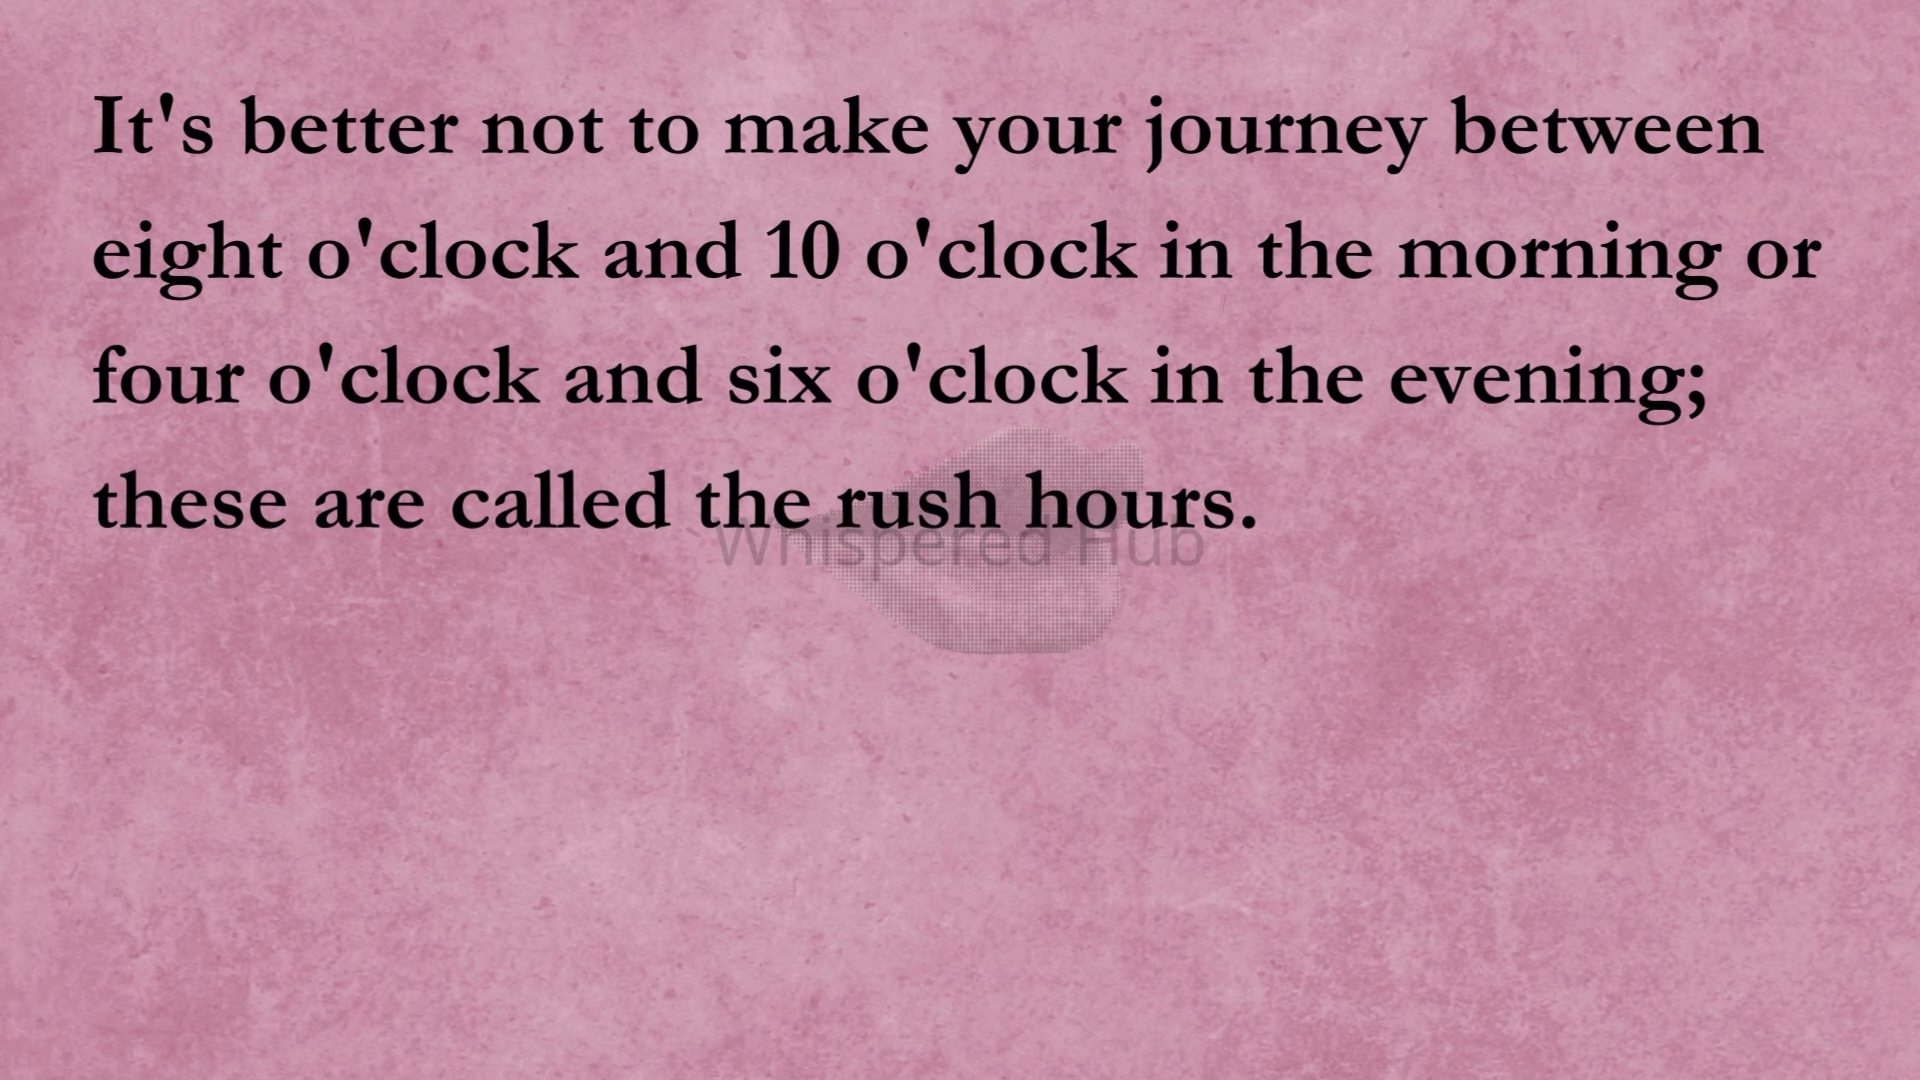 It's better not to make your journey between
eight o'clock and 10 o'clock in the morning or
four o'clock and six o'clock in the evening;
these are called the rush hours.
Whispered Hub